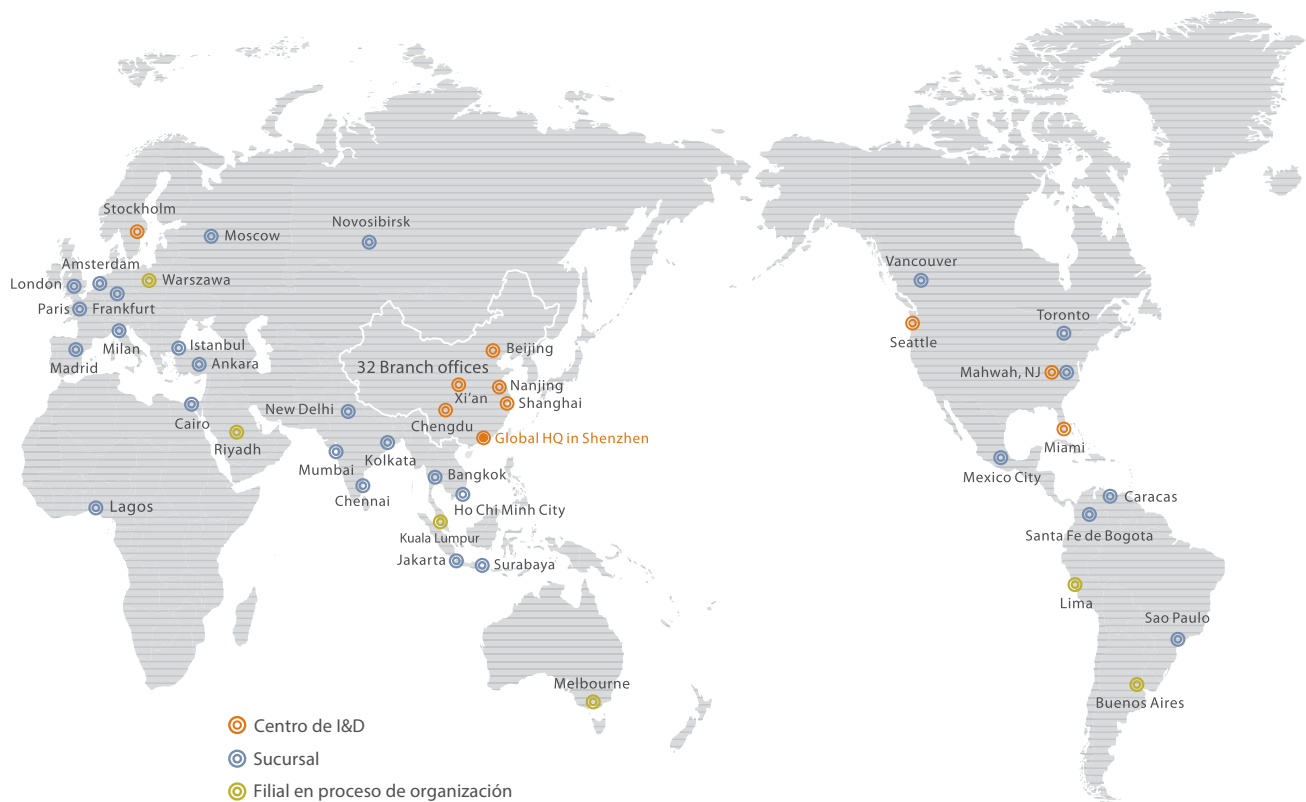 Stockholm
Moscow
Novosibirsk
Amsterdam
London
Warszawa
Paris
Frankfurt
Milan
Istanbul
Madrid
Ankara
Cairo
Riyadh
Lagos
32 Branch offices
Beijing
Xi’an
Nanjing
Shanghai
Chengdu
Global HQ in Shenzhen
New Delhi
Kolkata
Mumbai
Chennai
Bangkok
Ho Chi Minh City
Kuala Lumpur
Jakarta
Surabaya
Melbourne
Vancouver
Seattle
Toronto
Mahwah, NJ
Miami
Mexico City
Caracas
Santa Fe de Bogota
Lima
Sao Paulo
Buenos Aires
Centro de I&D
Sucursal
Filial en proceso de organización